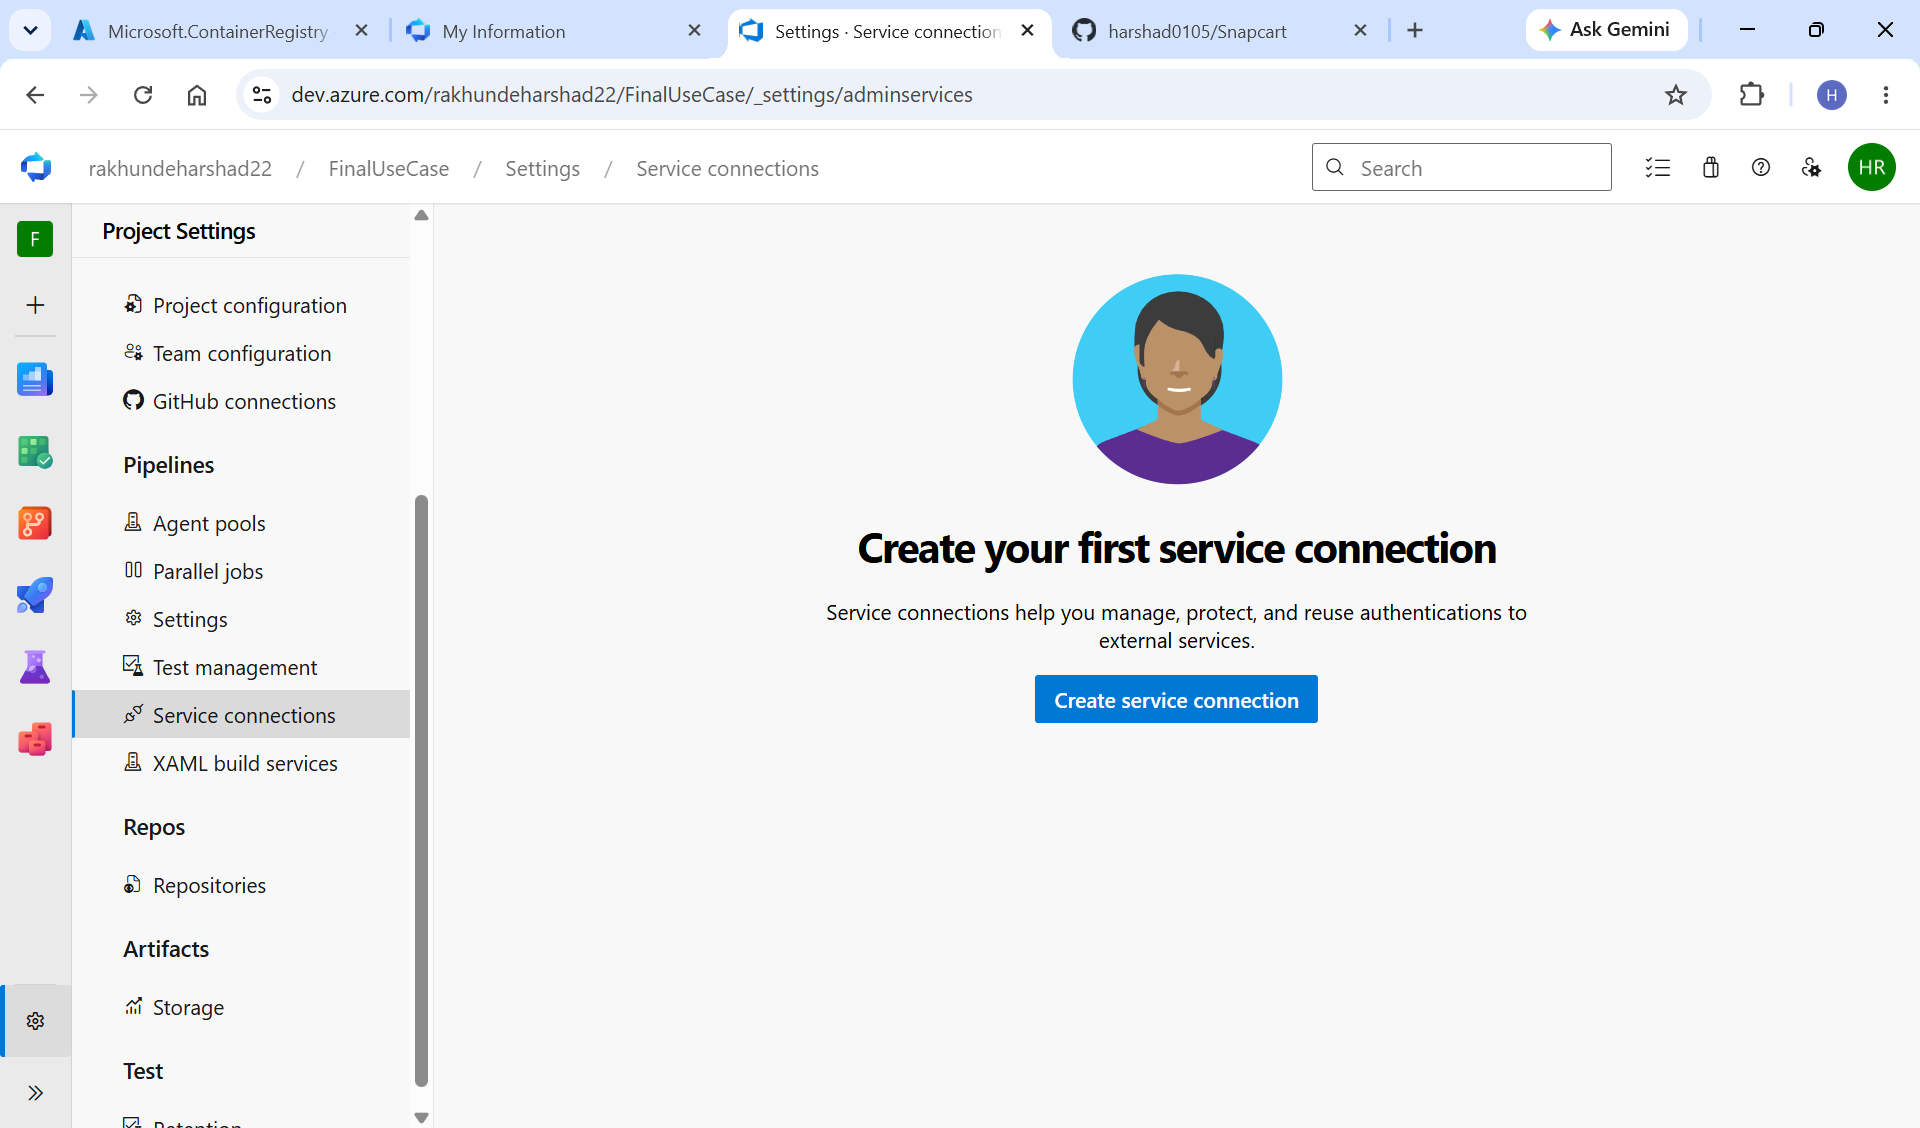 Microsoft.ContainerRegistry
My Information
Settings · Service connection
harshad0105/Snapcart
Ask Gemini
dev.azure.com/rakhundeharshad22/FinalUseCase/_settings/adminservices
H
rakhundeharshad22 / FinalUseCase / Settings / Service connections
Search
HR
F
Project Settings
Project configuration
Team configuration
GitHub connections
Pipelines
Agent pools
Parallel jobs
Settings
Test management
Service connections
XAML build services
Repos
Repositories
Artifacts
Storage
Test
Retention
Create your first service connection
Service connections help you manage, protect, and reuse authentications to
external services.
Create service connection